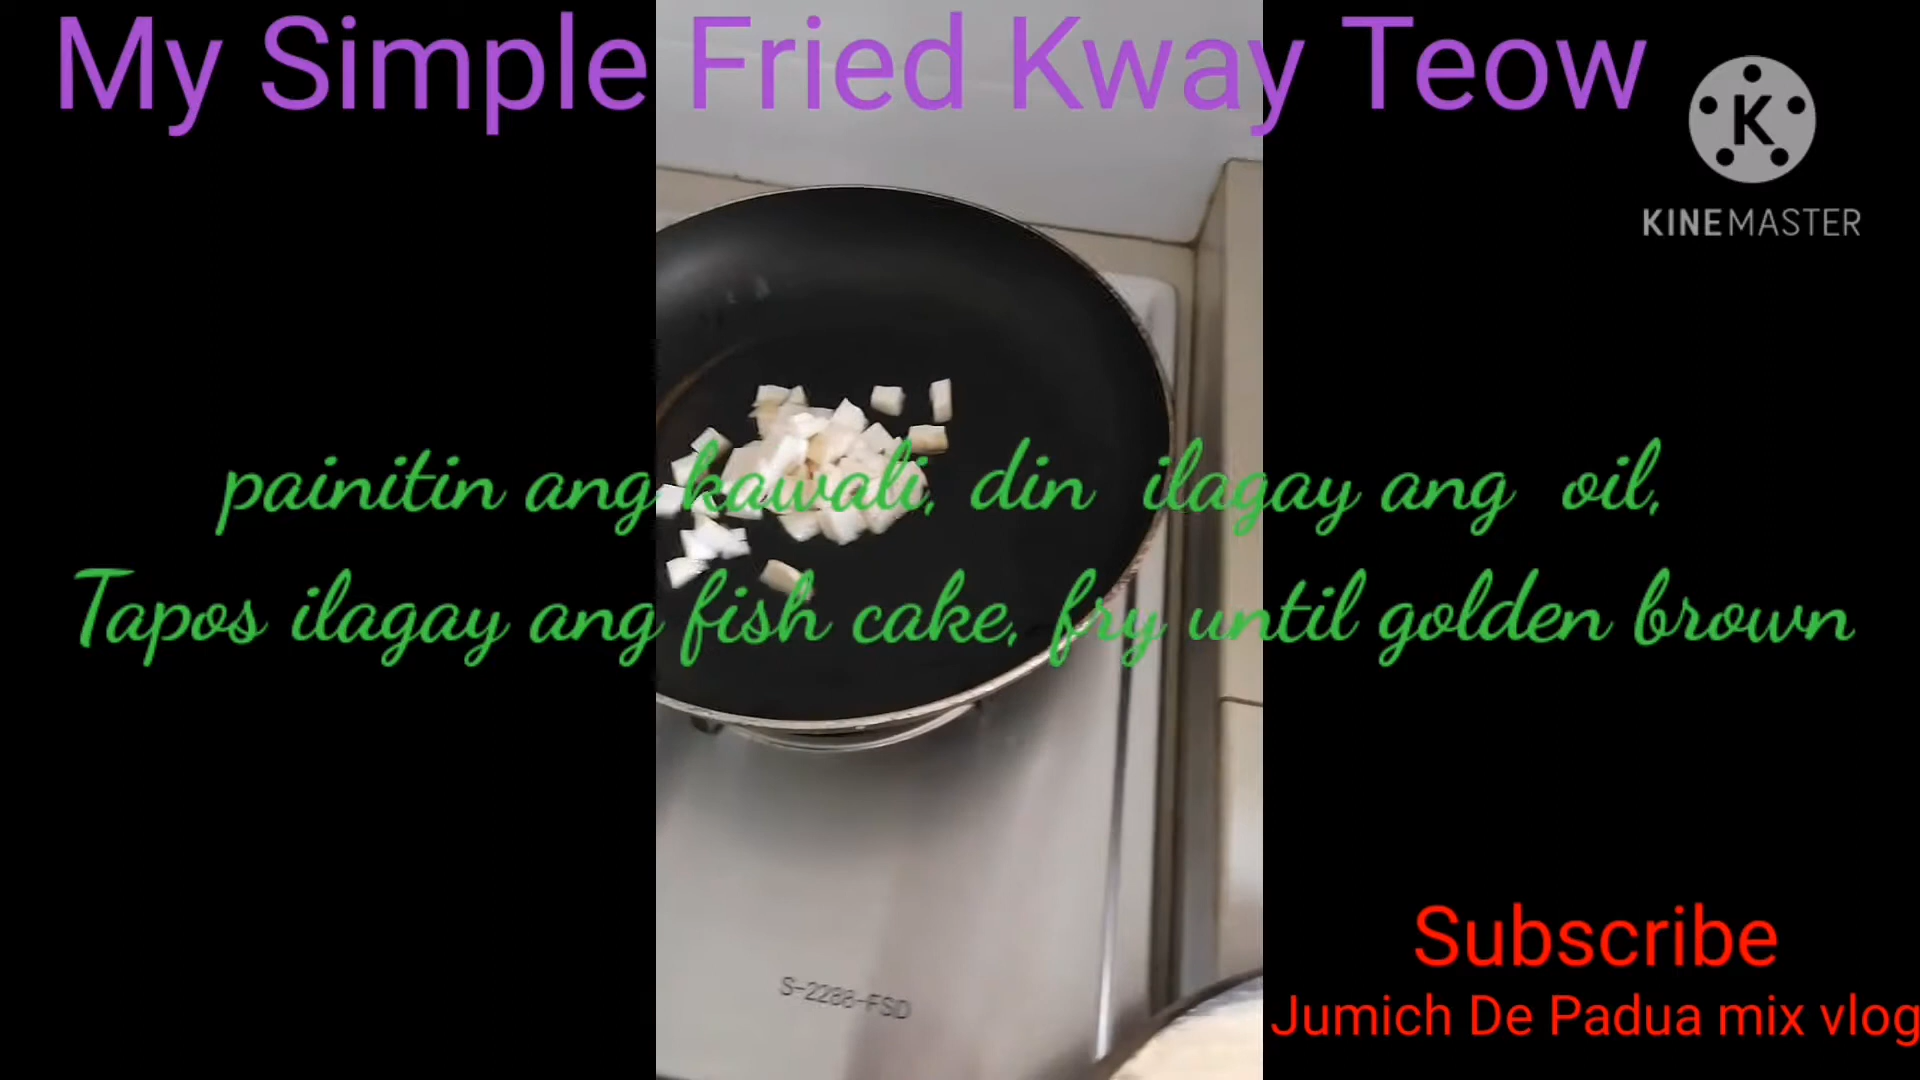 My Simple Fried Kway Teow
K
KINEMASTER
painitin ang kawali, din ilagay ang oil,
Tapos ilagay ang fish cake, fry until golden brown
S-2288-FSD
Subscribe
Jumich De Padua mix vlog